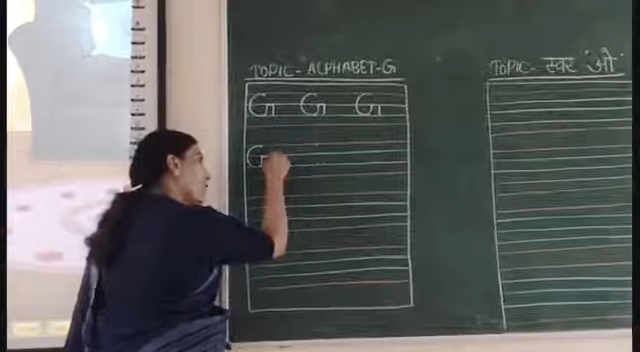 TOPIC - ALPHABET-G
G G G
G
TOPIC - स्वर 'ओ'